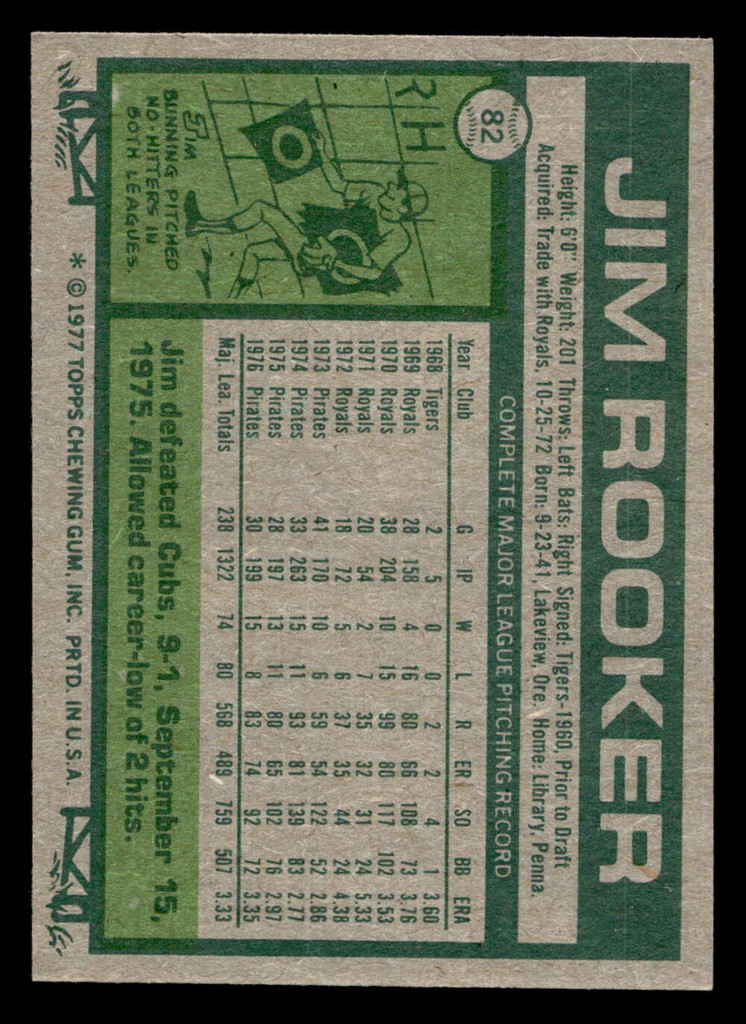 82
JIM ROOKER
Height: 6'0" Weight: 201 Throws: Left Bats: Right Signed: Tigers-1960, Prior to Draft
Acquired: Trade with Royals, 10-25-72 Born: 9-23-41, Lakeview, Ore. Home: Library, Penna.
COMPLETE MAJOR LEAGUE PITCHING RECORD
Year Club G IP W L R ER SO BB ERA
1968 Tigers 2 5 0 0 2 2 4 1 3.60
1969 Royals 28 158 4 16 80 66 108 73 3.76
1970 Royals 38 204 10 15 99 80 117 102 3.53
1971 Royals 20 54 2 7 35 32 31 24 5.33
1972 Royals 18 72 5 6 37 35 44 24 4.38
1973 Pirates 41 170 10 6 59 54 122 52 2.86
1974 Pirates 33 263 15 11 93 81 139 83 2.77
1975 Pirates 28 197 13 11 80 65 102 76 2.97
1976 Pirates 30 199 15 8 83 74 92 72 3.35
Maj. Lea. Totals 238 1322 74 80 568 489 759 507 3.33
R H
0
0
JIM
BUNNING PITCHED
NO-HITTERS IN
BOTH LEAGUES.
Jim defeated Cubs, 9-1, September 15,
1975. Allowed career-low of 2 hits.
* © 1977 TOPPS CHEWING GUM, INC. PRTD. IN U.S.A.